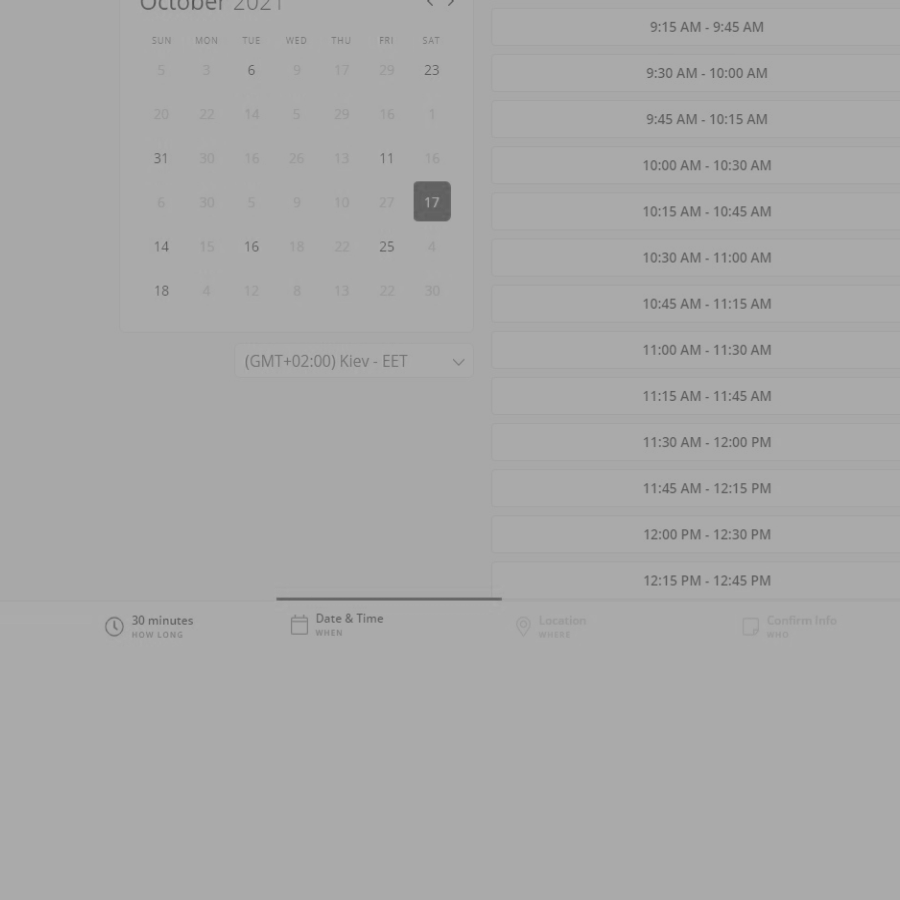 October 2021
SUN MON TUE WED THU FRI SAT
5 3 6 9 17 29 23
20 22 14 5 29 16 1
31 30 16 26 13 11 16
6 30 5 9 10 27 17
14 15 16 18 22 25 4
18 4 12 8 13 22 30
(GMT+02:00) Kiev - EET
9:15 AM - 9:45 AM
9:30 AM - 10:00 AM
9:45 AM - 10:15 AM
10:00 AM - 10:30 AM
10:15 AM - 10:45 AM
10:30 AM - 11:00 AM
10:45 AM - 11:15 AM
11:00 AM - 11:30 AM
11:15 AM - 11:45 AM
11:30 AM - 12:00 PM
11:45 AM - 12:15 PM
12:00 PM - 12:30 PM
12:15 PM - 12:45 PM
30 minutes
HOW LONG
Date & Time
WHEN
Location
WHERE
Confirm Info
WHO